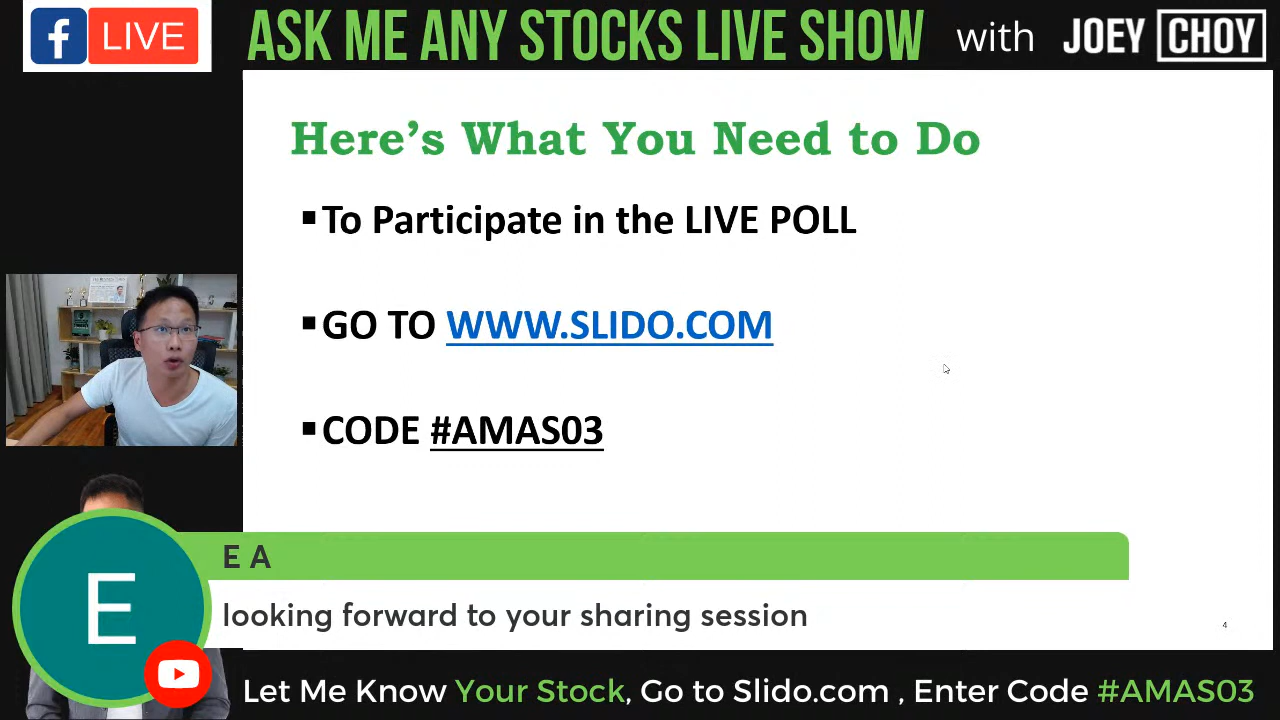 f LIVE
ASK ME ANY STOCKS LIVE SHOW with JOEY CHOY
Here’s What You Need to Do
▪To Participate in the LIVE POLL
▪GO TO WWW.SLIDO.COM
▪CODE #AMAS03
E A
E
looking forward to your sharing session
4
Let Me Know Your Stock, Go to Slido.com , Enter Code #AMAS03